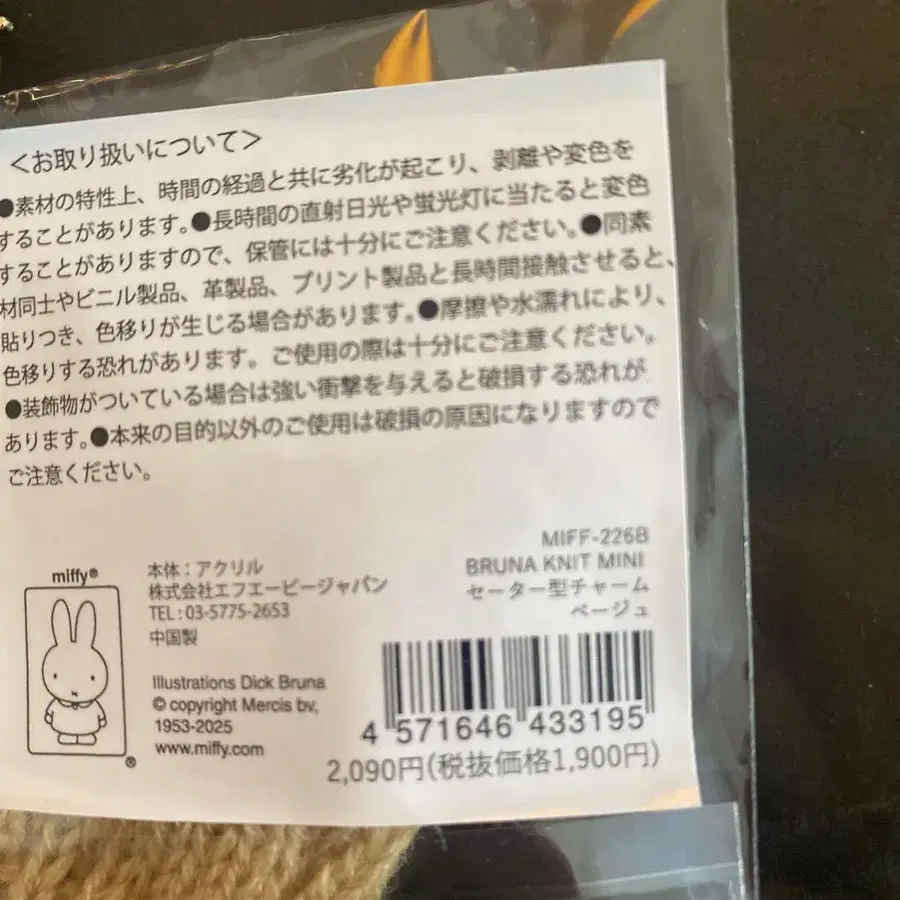 ＜お取り扱いについて＞
●素材の特性上、時間の経過と共に劣化が起こり、剥離や変色を
することがあります。●長時間の直射日光や蛍光灯に当たると変色
することがありますので、保管には十分にご注意ください。●同素
材同士やビニル製品、革製品、プリント製品と長時間接触させると、
貼りつき、色移りが生じる場合があります。●摩擦や水濡れにより、
色移りする恐れがあります。ご使用の際は十分にご注意ください。
●装飾物がついている場合は強い衝撃を与えると破損する恐れが
あります。●本来の目的以外のご使用は破損の原因になりますので
ご注意ください。
MIFF-226B
BRUNA KNIT MINI
セーター型チャーム
ベージュ
miffy®
®
本体：アクリル
株式会社エフエービージャパン
TEL：03-5775-2653
中国製
Illustrations Dick Bruna
© copyright Mercis bv,
1953-2025
www.miffy.com
4 571646 433195
2,090円(税抜価格1,900円)